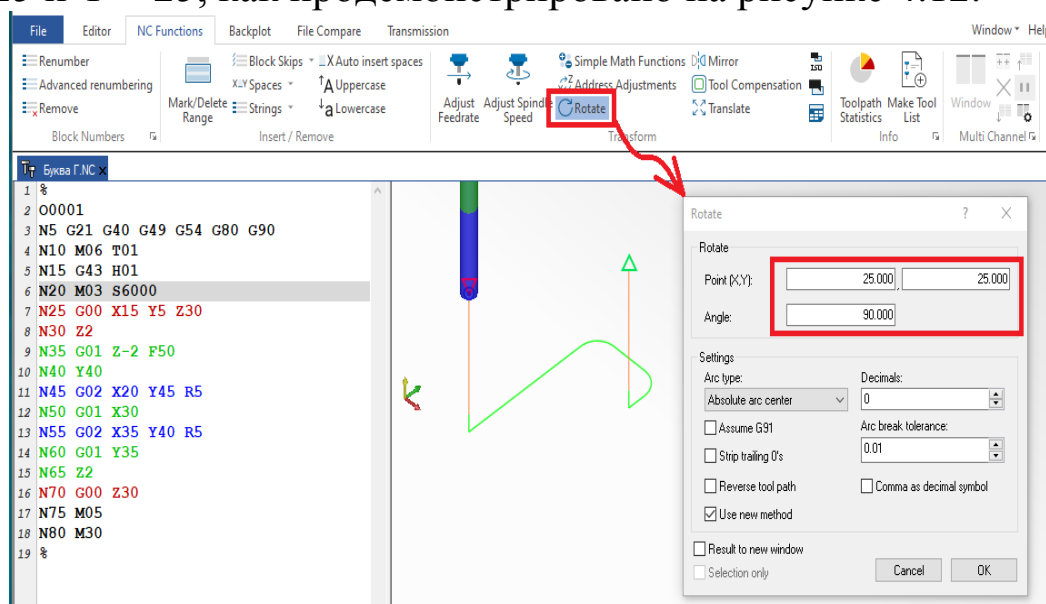 как продемонстрировано на рисунке 4.12.
File Editor NC Functions Backplot File Compare Transmission Window Help
Renumber
Advanced renumbering
Remove
Block Numbers
Mark/Delete Range
Block Skips X Auto insert spaces
Spaces Uppercase
Strings Lowercase
Insert / Remove
Adjust Feedrate
Adjust Spindle Speed
Simple Math Functions Mirror
Address Adjustments Tool Compensation
Rotate Translate
Transform
Toolpath Statistics
Make Tool List
Info
Window
Multi Channel
Буква Г.NC x
1 %
2 O0001
3 N5 G21 G40 G49 G54 G80 G90
4 N10 M06 T01
5 N15 G43 H01
6 N20 M03 S6000
7 N25 G00 X15 Y5 Z30
8 N30 Z2
9 N35 G01 Z-2 F50
10 N40 Y40
11 N45 G02 X20 Y45 R5
12 N50 G01 X30
13 N55 G02 X35 Y40 R5
14 N60 G01 Y35
15 N65 Z2
16 N70 G00 Z30
17 N75 M05
18 N80 M30
19 %
Rotate ? X
Rotate
Point (X,Y): 25.000 , 25.000
Angle: 90.000
Settings
Arc type: Decimals:
Absolute arc center 0
Assume G91 Arc break tolerance:
Strip trailing 0's 0.01
Reverse tool path Comma as decimal symbol
Use new method
Result to new window
Selection only Cancel OK